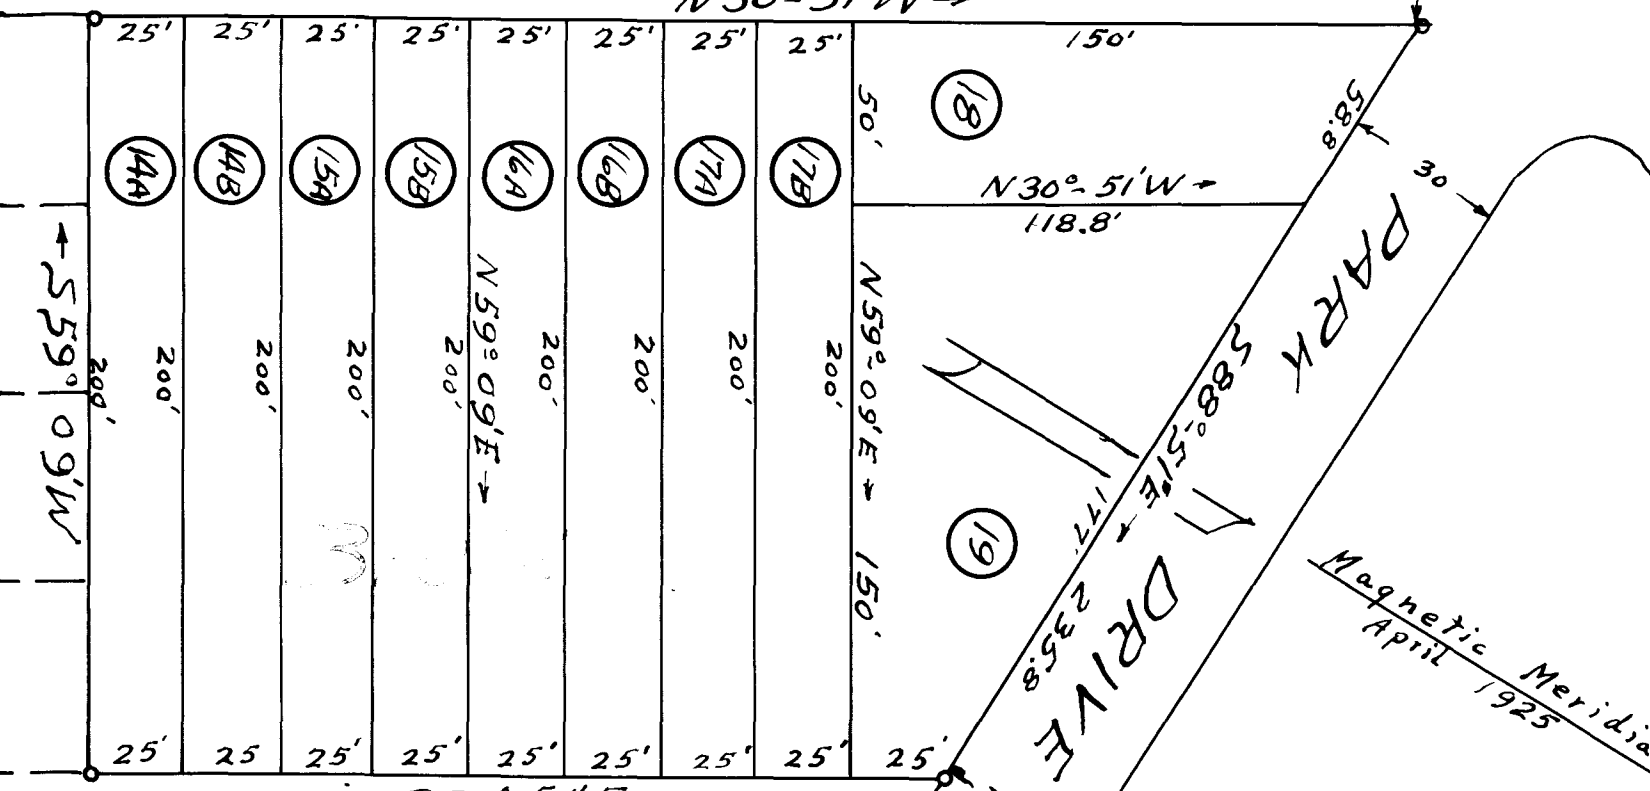 N 30°-51'W →
25' 25' 25' 25' 25' 25' 25' 25' 150'
14A 14B 15A 15B 16A 16B 17A 17B
50'
18
58.8
30
N30°-51'W →
118.8'
← S59°09'W
200'
200' 200' 200' 200' 200' 200' 200' 200'
N59°09'E →
N59°-09'E →
150'
19
S88°-51'E →
177'
235.8
PARK DRIVE
Magnetic
April 1925
25' 25 25' 25' 25' 25' 25' 25' 25'